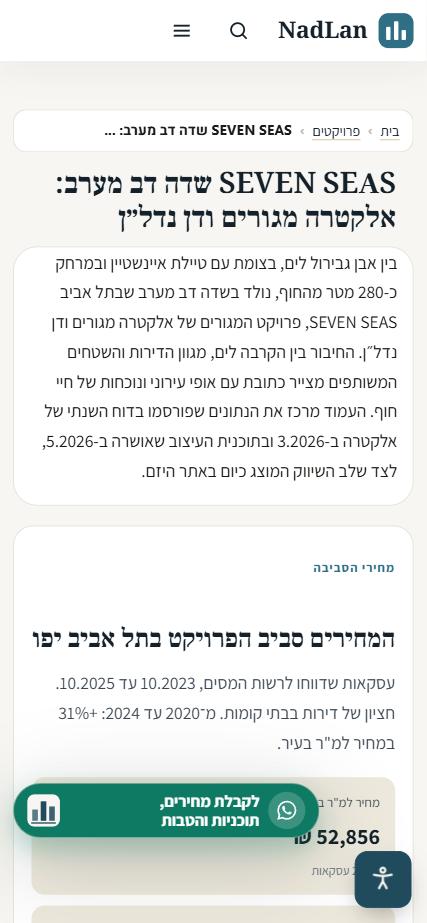 NadLan
בית › פרויקטים › SEVEN SEAS שדה דב מערב: ...
SEVEN SEAS שדה דב מערב:
אלקטרה מגורים ודן נדל"ן
בין אבן גבירול לים, בצומת עם טיילת איינשטיין ובמרחק
כ-280 מטר מהחוף, נולד בשדה דב מערב שבתל אביב
SEVEN SEAS, פרויקט המגורים של אלקטרה מגורים ודן
נדל״ן. החיבור בין הקרבה לים, מגוון הדירות והשטחים
המשותפים מצייר כתובת עם אופי עירוני ונוכחות של חיי
חוף. העמוד מרכז את הנתונים שפורסמו בדוח השנתי של
אלקטרה ב-3.2026 ובתוכנית העיצוב שאושרה ב-5.2026,
לצד שלב השיווק המוצג כיום באתר היזם.
מחירי הסביבה
המחירים סביב הפרויקט בתל אביב יפו
עסקאות שדווחו לרשות המסים, 10.2023 עד 10.2025.
חציון של דירות בבתי קומות. מ־2020 עד 2024: +31%
במחיר למ"ר בעיר.
מחיר למ"ר
52,856 ₪
עסקאות
לקבלת מחירים,
תוכניות והטבות